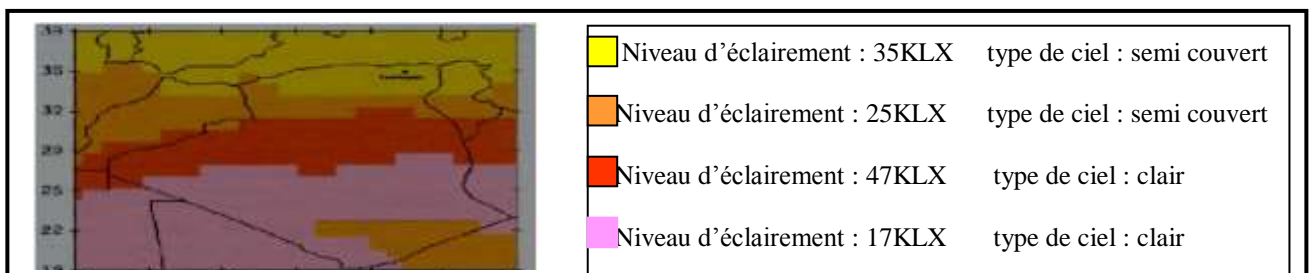 39
35
32
29
25
22
Niveau d'éclairement : 35KLX type de ciel : semi couvert
Niveau d'éclairement : 25KLX type de ciel : semi couvert
Niveau d'éclairement : 47KLX type de ciel : clair
Niveau d'éclairement : 17KLX type de ciel : clair